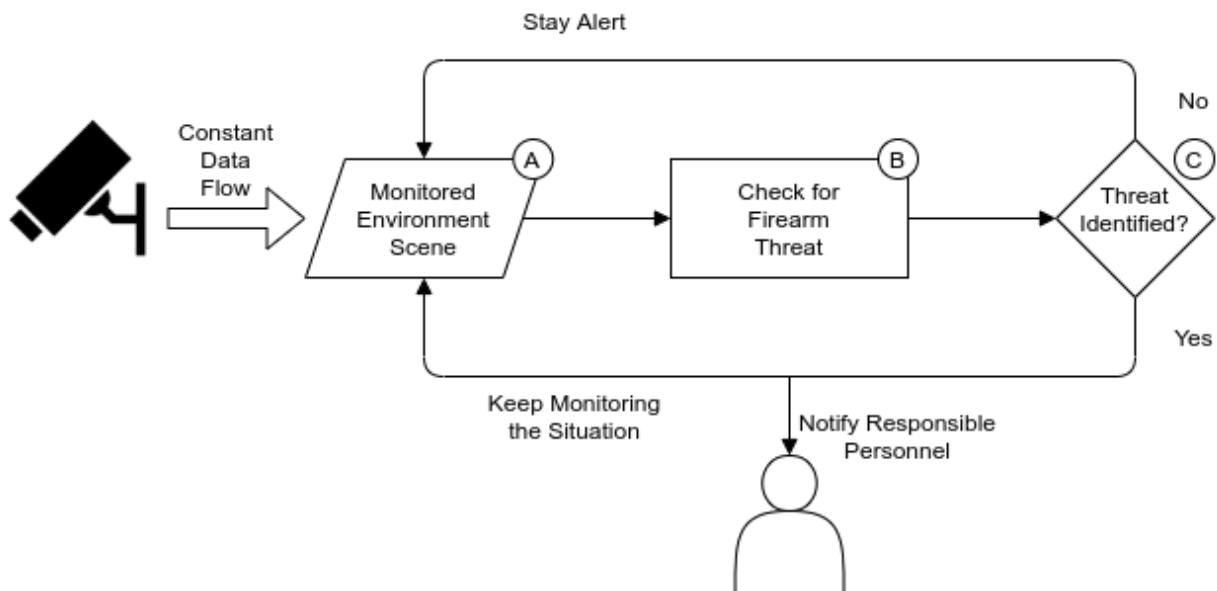 Stay Alert
Constant
Data
Flow
A
Monitored
Environment
Scene
B
Check for
Firearm
Threat
No
C
Threat
Identified?
Yes
Keep Monitoring
the Situation
Notify Responsible
Personnel